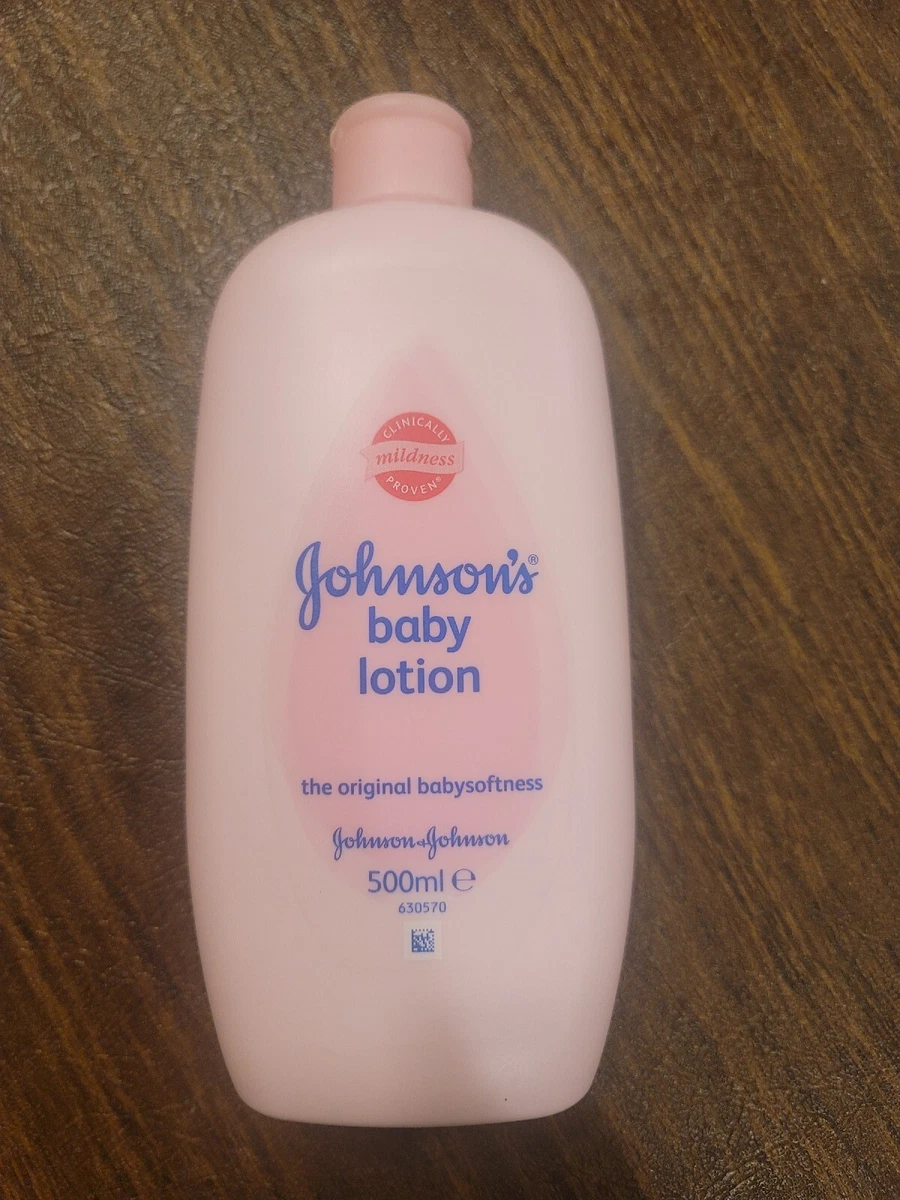 CLINICALLY
mildness
PROVEN®
Johnson's®
baby
lotion
the original babysoftness
Johnson & Johnson
500ml ℮
630570